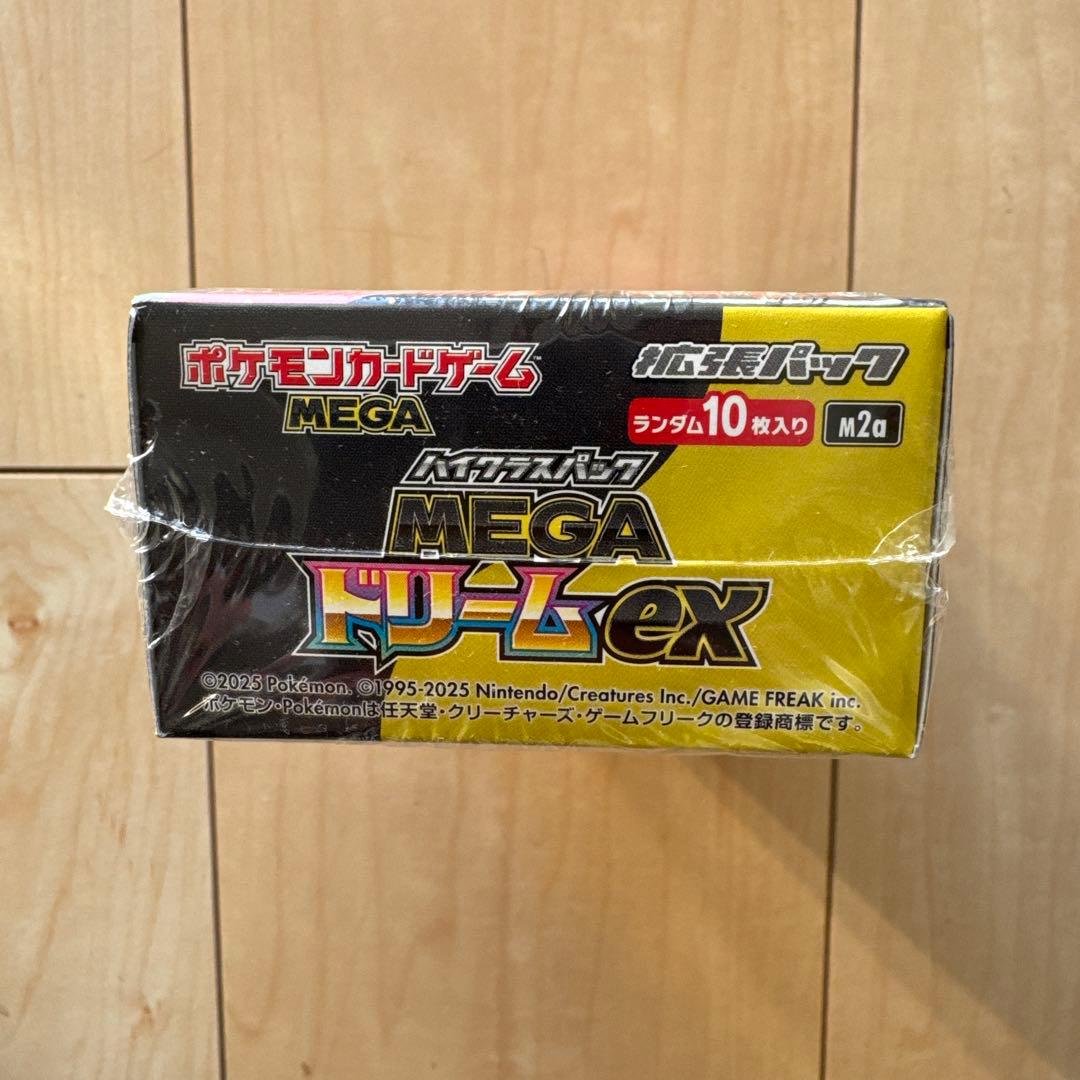 ポケモンカードゲーム™
MEGA
拡張パック
ランダム10枚入り
M2a
ハイクラスパック
MEGA
ドリームex
©2025 Pokémon. ©1995-2025 Nintendo/Creatures Inc./GAME FREAK inc.
ポケモン・Pokémonは任天堂・クリーチャーズ・ゲームフリークの登録商標です。